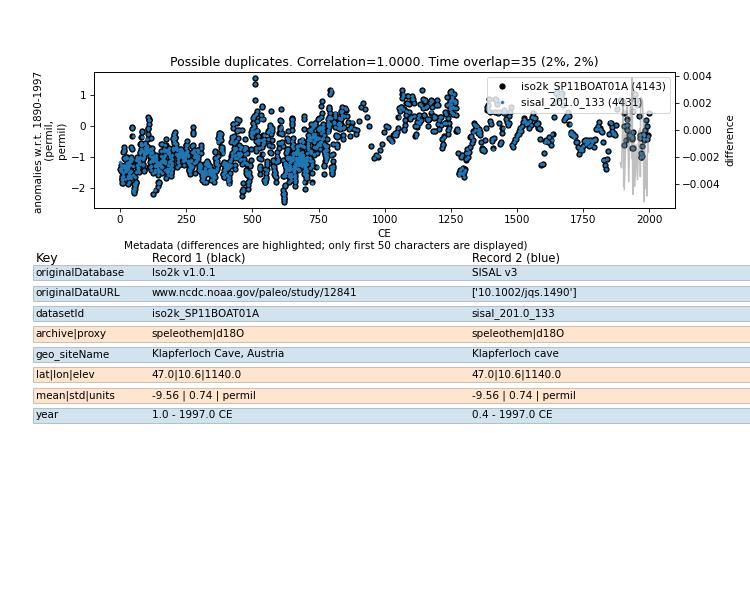 Possible duplicates. Correlation=1.0000. Time overlap=35 (2%, 2%)
anomalies w.r.t. 1890-1997
(permil,
permil)
1
0
−1
−2
iso2k_SP11BOAT01A (4143)
sisal_201.0_133 (4431)
0.004
0.002
0.000
−0.002
−0.004
difference
0 250 500 750 1000 1250 1500 1750 2000
CE
Metadata (differences are highlighted; only first 50 characters are displayed)
Key Record 1 (black) Record 2 (blue)
originalDatabase Iso2k v1.0.1 SISAL v3
originalDataURL www.ncdc.noaa.gov/paleo/study/12841 ['10.1002/jqs.1490']
datasetId iso2k_SP11BOAT01A sisal_201.0_133
archive|proxy speleothem|d18O speleothem|d18O
geo_siteName Klapferloch Cave, Austria Klapferloch cave
lat|lon|elev 47.0|10.6|1140.0 47.0|10.6|1140.0
mean|std|units -9.56 | 0.74 | permil -9.56 | 0.74 | permil
year 1.0 - 1997.0 CE 0.4 - 1997.0 CE